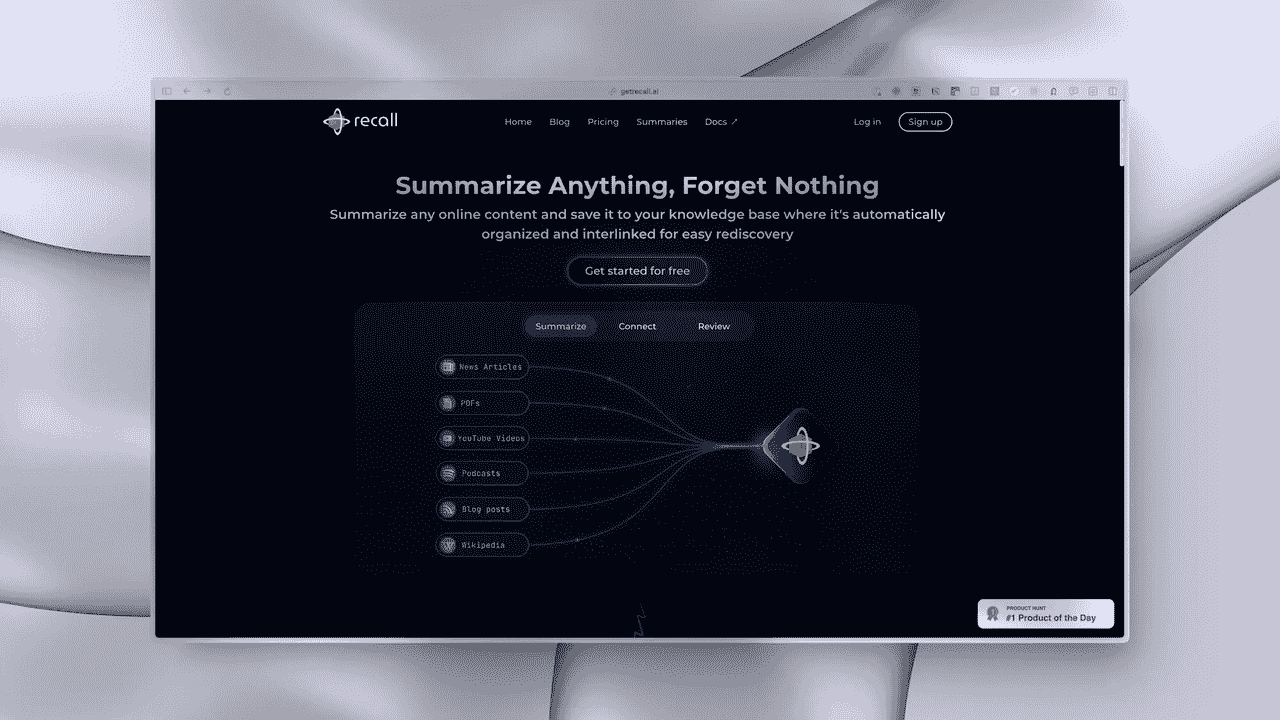 getrecall.ai
recall
Home Blog Pricing Summaries Docs ↗
Log in Sign up
Summarize Anything, Forget Nothing
Summarize any online content and save it to your knowledge base where it's automatically
organized and interlinked for easy rediscovery
Get started for free
Summarize Connect Review
News Articles
PDFs
YouTube Videos
Podcasts
Blog posts
Wikipedia
PRODUCT HUNT
#1 Product of the Day